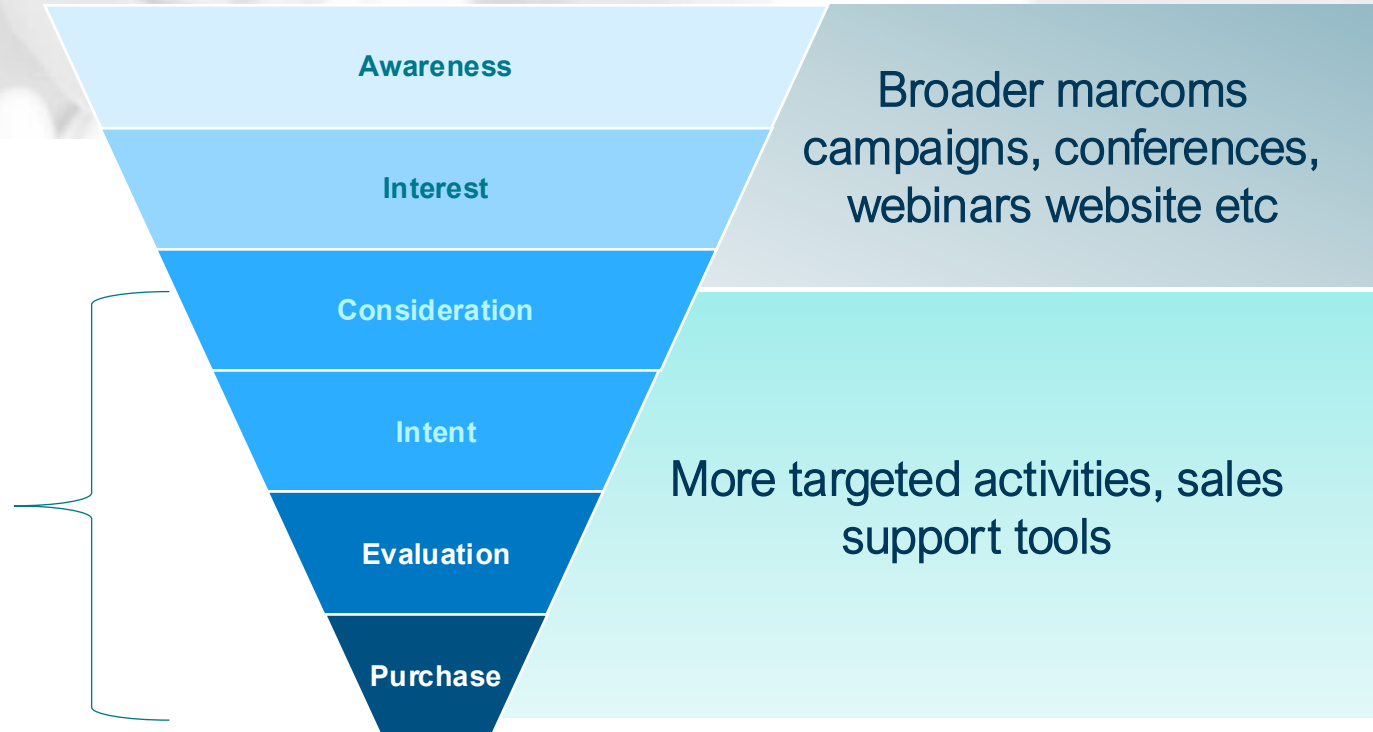 Awareness
Interest
Consideration
Intent
Evaluation
Purchase
Broader marcoms
campaigns, conferences,
webinars website etc
More targeted activities, sales
support tools